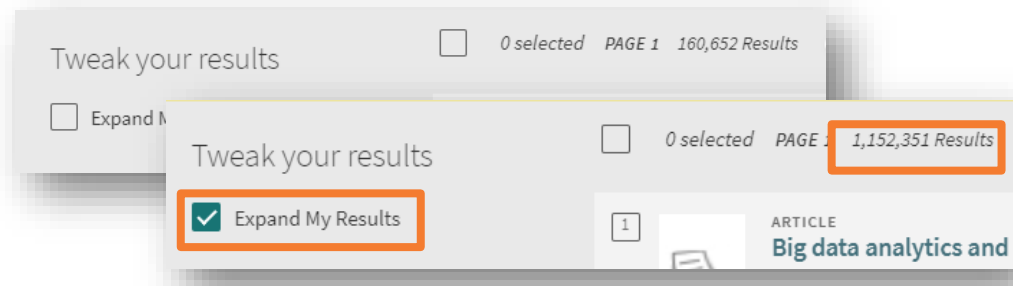 Tweak your results
0 selected PAGE 1 160,652 Results
Expand
Tweak your results
0 selected PAGE 1,152,351 Results
Expand My Results
1
ARTICLE
Big data analytics and